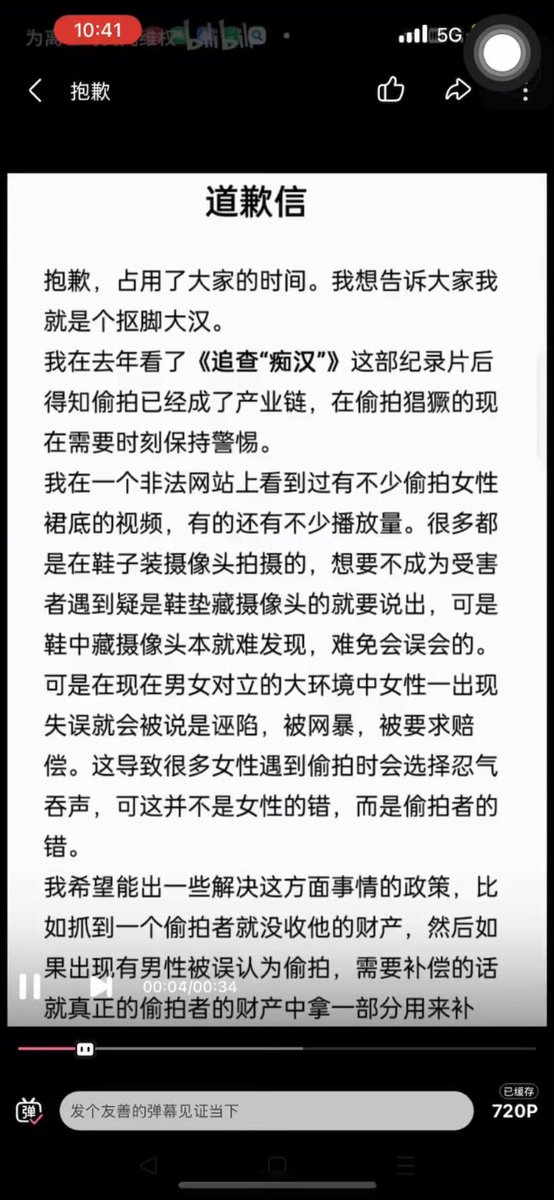 10:41
5G
bilibili
抱歉
道歉信
抱歉，占用了大家的时间。我想告诉大家我
就是个抠脚大汉。
我在去年看了《追查“痴汉”》这部纪录片后
得知偷拍已经成了产业链，在偷拍猖獗的现
在需要时刻保持警惕。
我在一个非法网站上看到过有不少偷拍女性
裙底的视频，有的还有不少播放量。很多都
是在鞋子装摄像头拍摄的，想要不成为受害
者遇到疑是鞋垫藏摄像头的就要说出，可是
鞋中藏摄像头本就难发现，难免会误会的。
可是在现在男女对立的大环境中女性一出现
失误就会被说是诬陷，被网暴，被要求赔
偿。这导致很多女性遇到偷拍时会选择忍气
吞声，可这并不是女性的错，而是偷拍者的
错。
我希望能出一些解决这方面事情的政策，比
如抓到一个偷拍者就没收他的财产，然后如
果出现有男性被误认为偷拍，需要补偿的话
就真正的偷拍者的财产中拿一部分用来补
00:04/00:34
弹
发个友善的弹幕见证当下
已缓存
720P